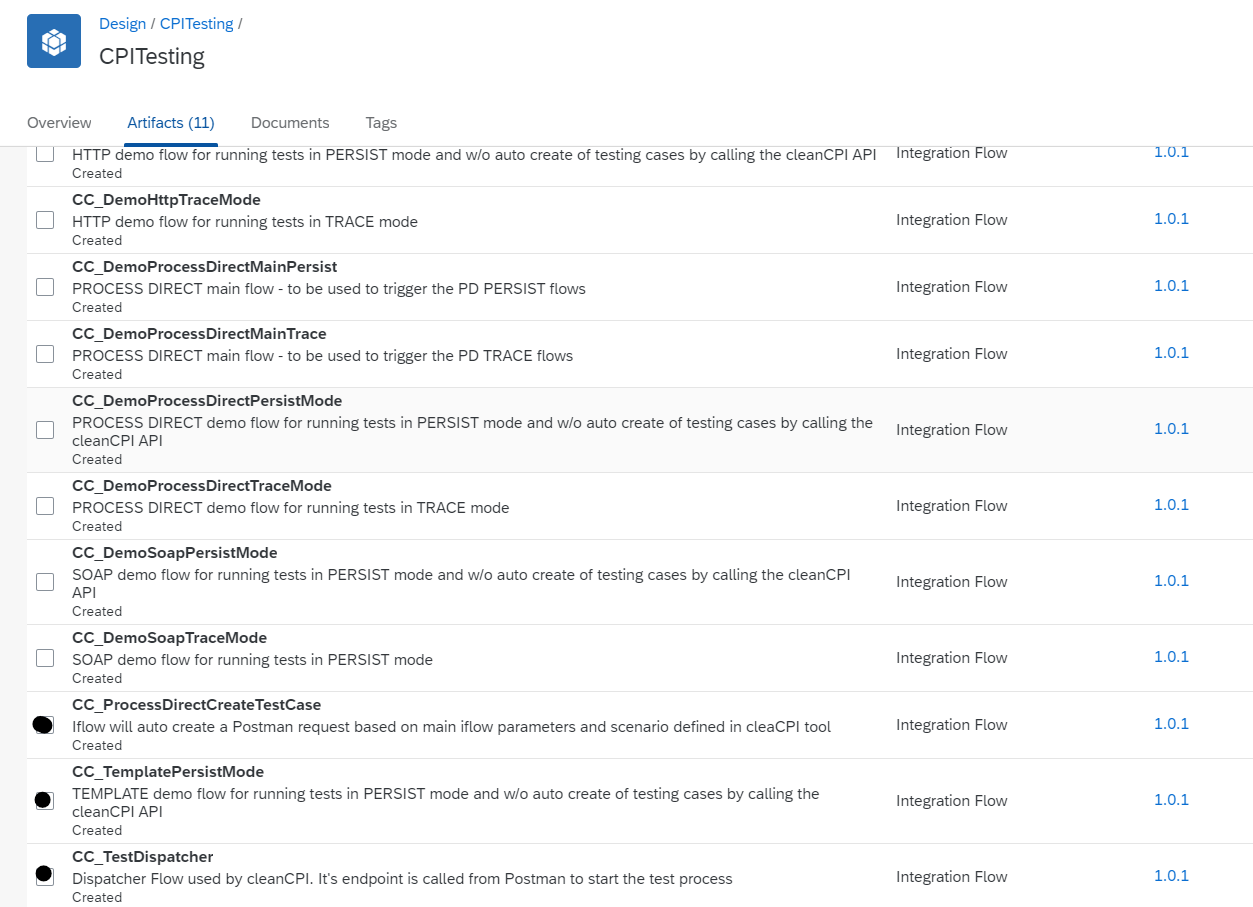 Design / CPITesting /
CPITesting
Overview
Artifacts (11)
Documents
Tags
HTTP demo flow for running tests in PERSIST mode and w/o auto create of testing cases by calling the cleanCPI API
Created
Integration Flow
1.0.1
CC_DemoHttpTraceMode
HTTP demo flow for running tests in TRACE mode
Created
Integration Flow
1.0.1
CC_DemoProcessDirectMainPersist
PROCESS DIRECT main flow - to be used to trigger the PD PERSIST flows
Created
Integration Flow
1.0.1
CC_DemoProcessDirectMainTrace
PROCESS DIRECT main flow - to be used to trigger the PD TRACE flows
Created
Integration Flow
1.0.1
CC_DemoProcessDirectPersistMode
PROCESS DIRECT demo flow for running tests in PERSIST mode and w/o auto create of testing cases by calling the
cleanCPI API
Created
Integration Flow
1.0.1
CC_DemoProcessDirectTraceMode
PROCESS DIRECT demo flow for running tests in TRACE mode
Created
Integration Flow
1.0.1
CC_DemoSoapPersistMode
SOAP demo flow for running tests in PERSIST mode and w/o auto create of testing cases by calling the cleanCPI
API
Created
Integration Flow
1.0.1
CC_DemoSoapTraceMode
SOAP demo flow for running tests in PERSIST mode
Created
Integration Flow
1.0.1
CC_ProcessDirectCreateTestCase
Iflow will auto create a Postman request based on main iflow parameters and scenario defined in cleaCPI tool
Created
Integration Flow
1.0.1
CC_TemplatePersistMode
TEMPLATE demo flow for running tests in PERSIST mode and w/o auto create of testing cases by calling the
cleanCPI API
Created
Integration Flow
1.0.1
CC_TestDispatcher
Dispatcher Flow used by cleanCPI. It's endpoint is called from Postman to start the test process
Created
Integration Flow
1.0.1